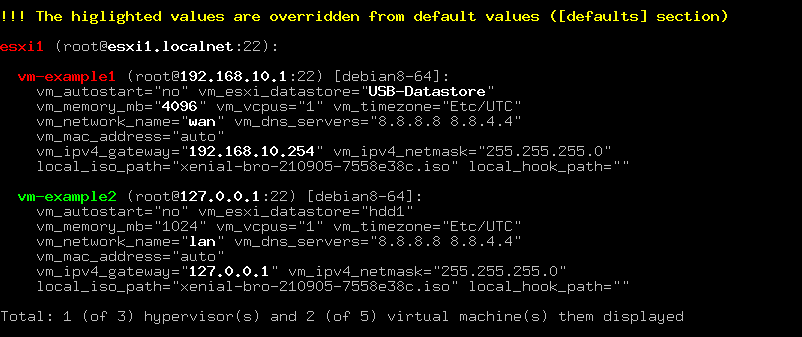 !!! The higlighted values are overridden from default values ([defaults] section)
esxi1 (root@esxi1.localnet:22):
vm-example1 (root@192.168.10.1:22) [debian8-64]:
vm_autostart="no" vm_esxi_datastore="USB-Datastore"
vm_memory_mb="4096" vm_vcpus="1" vm_timezone="Etc/UTC"
vm_network_name="wan" vm_dns_servers="8.8.8.8 8.8.4.4"
vm_mac_address="auto"
vm_ipv4_gateway="192.168.10.254" vm_ipv4_netmask="255.255.255.0"
local_iso_path="xenial-bro-210905-7558e38c.iso" local_hook_path=""
vm-example2 (root@127.0.0.1:22) [debian8-64]:
vm_autostart="no" vm_esxi_datastore="hdd1"
vm_memory_mb="1024" vm_vcpus="1" vm_timezone="Etc/UTC"
vm_network_name="lan" vm_dns_servers="8.8.8.8 8.8.4.4"
vm_mac_address="auto"
vm_ipv4_gateway="127.0.0.1" vm_ipv4_netmask="255.255.255.0"
local_iso_path="xenial-bro-210905-7558e38c.iso" local_hook_path=""
Total: 1 (of 3) hypervisor(s) and 2 (of 5) virtual machine(s) them displayed